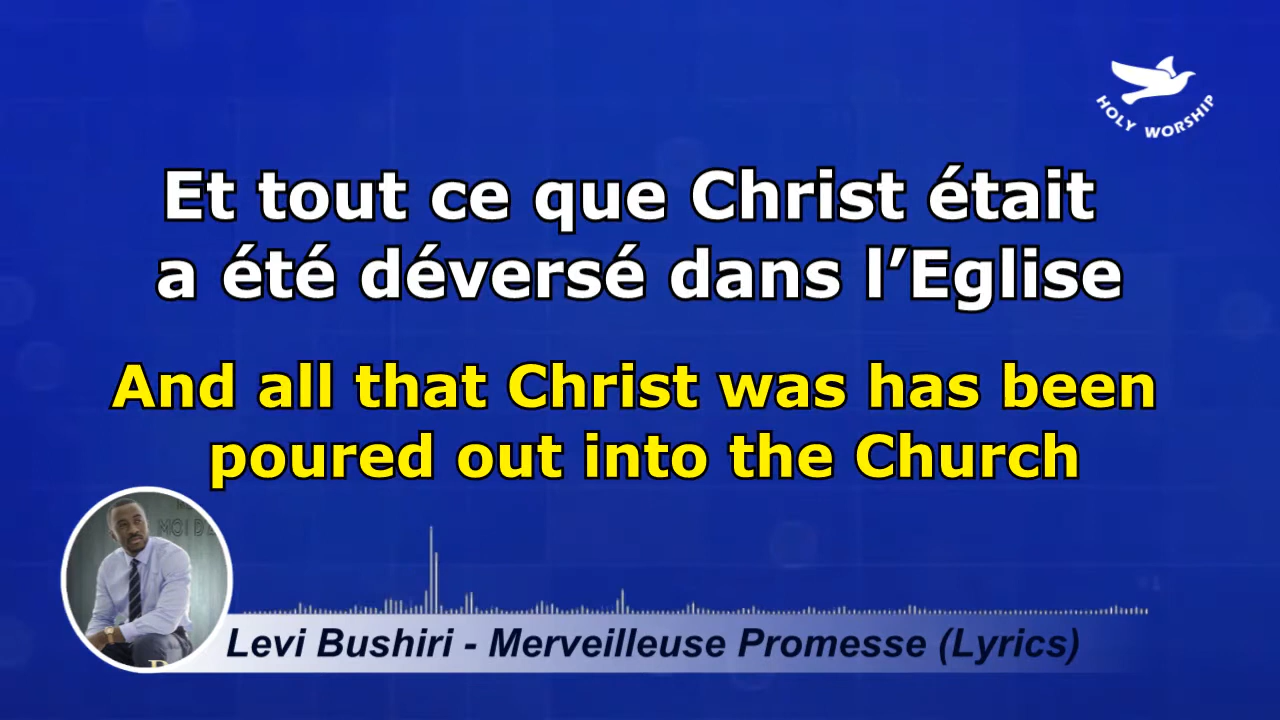 HOLY WORSHIP
Et tout ce que Christ était
a été déversé dans l’Eglise
And all that Christ was has been
poured out into the Church
Levi Bushiri - Merveilleuse Promesse (Lyrics)